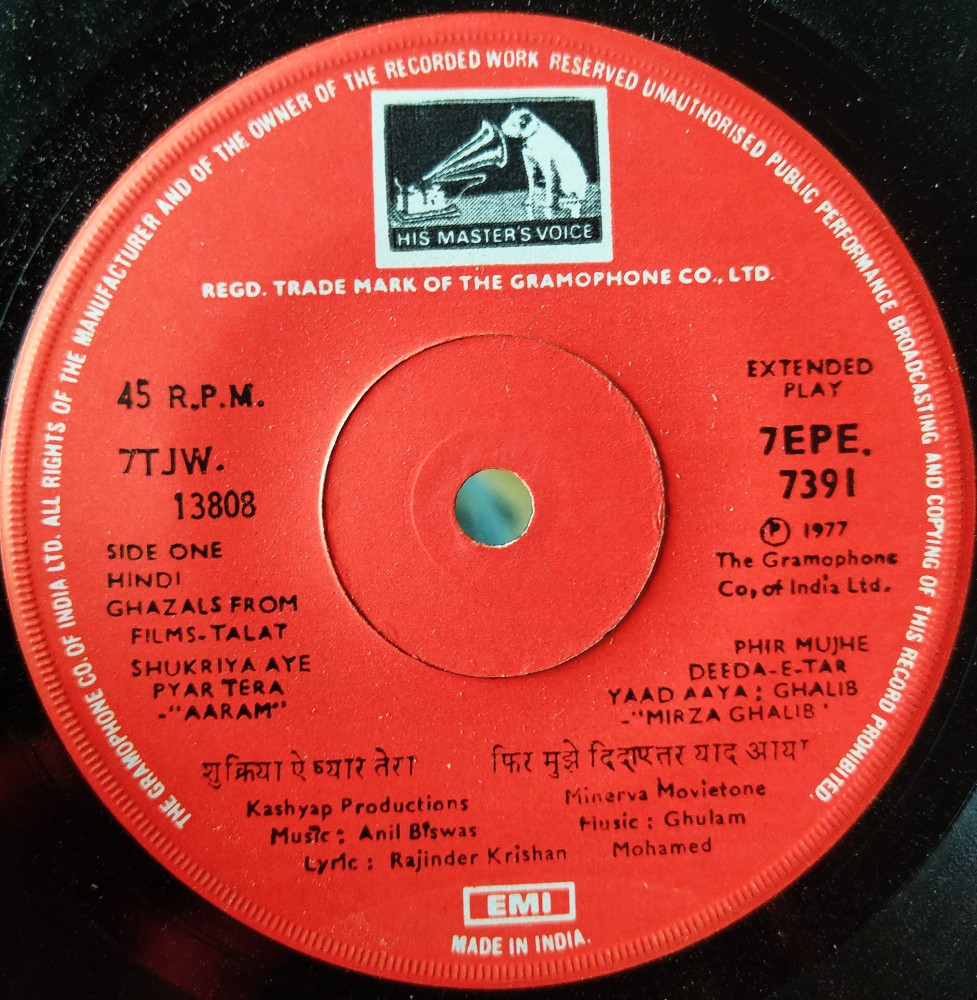 THE GRAMOPHONE CO. OF INDIA LTD. ALL RIGHTS OF THE MANUFACTURER AND OF THE OWNER OF THE RECORDED WORK RESERVED UNAUTHORISED PUBLIC PERFORMANCE BROADCASTING AND COPYING OF THIS RECORD PROHIBITED.
HIS MASTER'S VOICE
REGD. TRADE MARK OF THE GRAMOPHONE CO., LTD.
45 R.P.M.
7TJW.
13808
SIDE ONE
HINDI
GHAZALS FROM
FILMS-TALAT
SHUKRIYA AYE
PYAR TERA
-"AARAM"
EXTENDED
PLAY
7EPE.
7391
Ⓟ 1977
The Gramophone
Co, of India Ltd.
PHIR MUJHE
DEEDA-E-TAR
YAAD AAYA ; GHALIB
-"MIRZA GHALIB'
शुक्रिया ऐ प्यार तेरा
Kashyap Productions
Music : Anil Biswas
Lyric : Rajinder Krishan
फिर मुझे दिदाएतर याद आया
Minerva Movietone
Music : Ghulam
Mohamed
EMI
MADE IN INDIA.